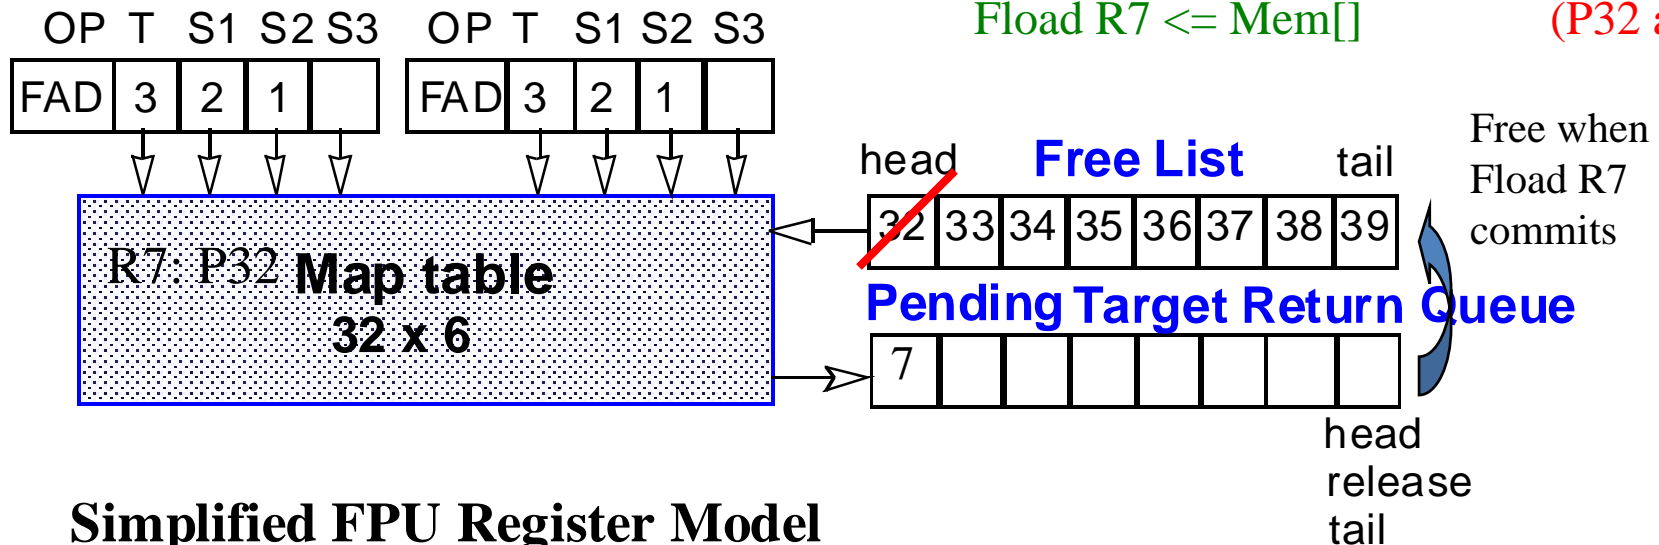 OP T S1 S2 S3 OP T S1 S2 S3
Fload R7 <= Mem[]
(P32
FAD 3 2 1
FAD 3 2 1
head Free List tail
32 33 34 35 36 37 38 39
Free when
Fload R7
commits
R7: P32 Map table
32 x 6
Pending Target Return Queue
7
head
release
tail
Simplified FPU Register Model